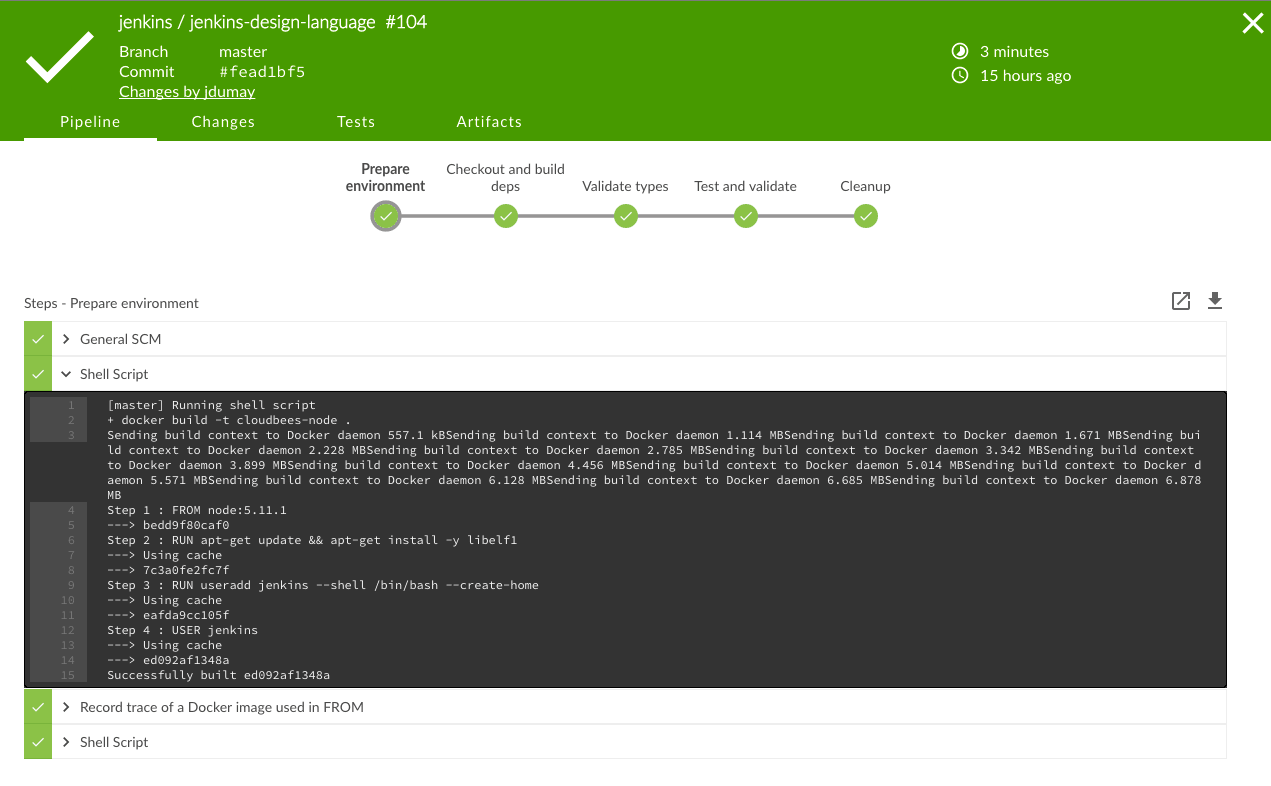 jenkins / jenkins-design-language #104
Branch master
Commit #fead1bf5
Changes by jdumay
3 minutes
15 hours ago
Pipeline Changes Tests Artifacts
Prepare environment
Checkout and build deps
Validate types
Test and validate
Cleanup
Steps - Prepare environment
General SCM
Shell Script
1 [master] Running shell script
2 + docker build -t cloudbees-node .
3 Sending build context to Docker daemon 557.1 kBSending build context to Docker daemon 1.114 MBSending build context to Docker daemon 1.671 MBSending bui
ld context to Docker daemon 2.228 MBSending build context to Docker daemon 2.785 MBSending build context to Docker daemon 3.342 MBSending build context
to Docker daemon 3.899 MBSending build context to Docker daemon 4.456 MBSending build context to Docker daemon 5.014 MBSending build context to Docker d
aemon 5.571 MBSending build context to Docker daemon 6.128 MBSending build context to Docker daemon 6.685 MBSending build context to Docker daemon 6.878
MB
4 Step 1 : FROM node:5.11.1
5 ---> bedd9f80caf0
6 Step 2 : RUN apt-get update && apt-get install -y libelf1
7 ---> Using cache
8 ---> 7c3a0fe2fc7f
9 Step 3 : RUN useradd jenkins --shell /bin/bash --create-home
10 ---> Using cache
11 ---> eafda9cc105f
12 Step 4 : USER jenkins
13 ---> Using cache
14 ---> ed092af1348a
15 Successfully built ed092af1348a
Record trace of a Docker image used in FROM
Shell Script